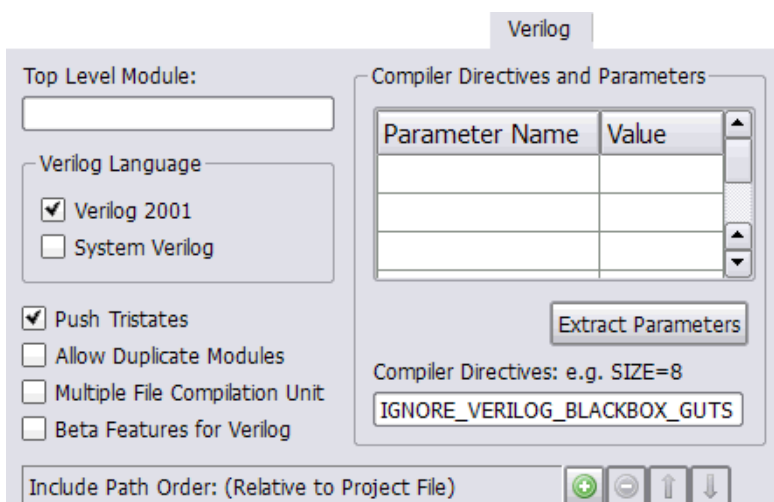 Verilog
Top Level Module:
Verilog Language
Verilog 2001
System Verilog
Push Tristates
Allow Duplicate Modules
Multiple File Compilation Unit
Beta Features for Verilog
Compiler Directives and Parameters
Parameter Name Value
Extract Parameters
Compiler Directives: e.g. SIZE=8
IGNORE_VERILOG_BLACKBOX_GUTS
Include Path Order: (Relative to Project File)